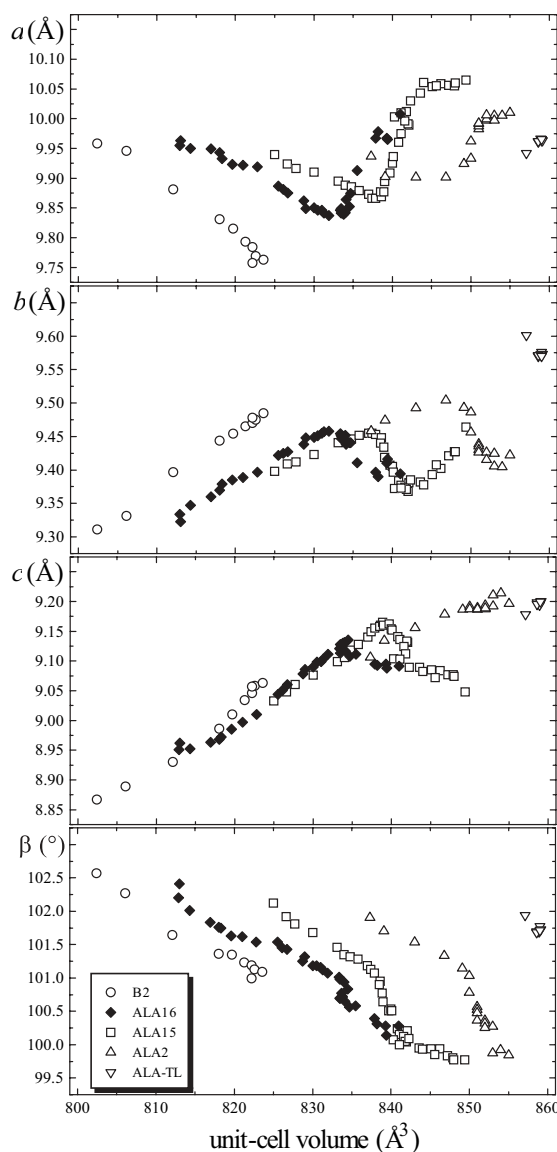 a (Å)
10.10
10.05
10.00
9.95
9.90
9.85
9.80
9.75
b (Å)
9.60
9.55
9.50
9.45
9.40
9.35
9.30
c (Å)
9.20
9.15
9.10
9.05
9.00
8.95
8.90
8.85
β (°)
102.5
102.0
101.5
101.0
100.5
100.0
99.5
B2
ALA16
ALA15
ALA2
ALA-TL
800 810 820 830 840 850 860
unit-cell volume (Å³)